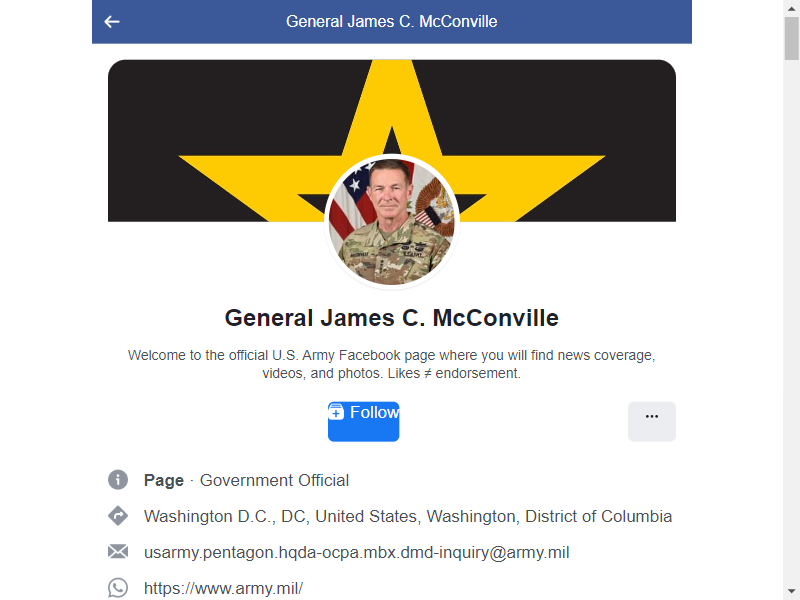 General James C. McConville
General James C. McConville
Welcome to the official U.S. Army Facebook page where you will find news coverage,
videos, and photos. Likes ≠ endorsement.
Follow
...
Page · Government Official
Washington D.C., DC, United States, Washington, District of Columbia
usarmy.pentagon.hqda-ocpa.mbx.dmd-inquiry@army.mil
https://www.army.mil/